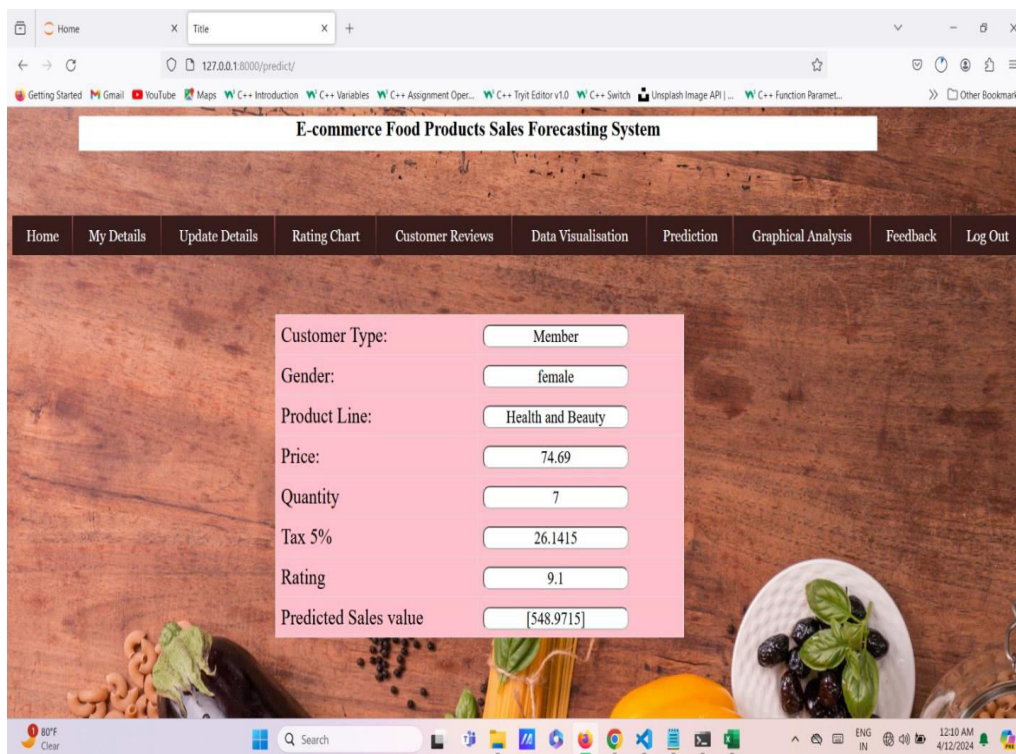 Home
Title
127.0.0.1:8000/predict/
Getting Started Gmail YouTube Maps C++ Introduction C++ Variables C++ Assignment Oper... C++ Tryit Editor v1.0 C++ Switch Unsplash Image API | ... C++ Function Paramet... Other Bookmark
E-commerce Food Products Sales Forecasting System
Home My Details Update Details Rating Chart Customer Reviews Data Visualisation Prediction Graphical Analysis Feedback Log Out
Customer Type: Member
Gender: female
Product Line: Health and Beauty
Price: 74.69
Quantity 7
Tax 5% 26.1415
Rating 9.1
Predicted Sales value [548.9715]
80°F
Clear
Search
ENG
IN
12:10 AM
4/12/2024